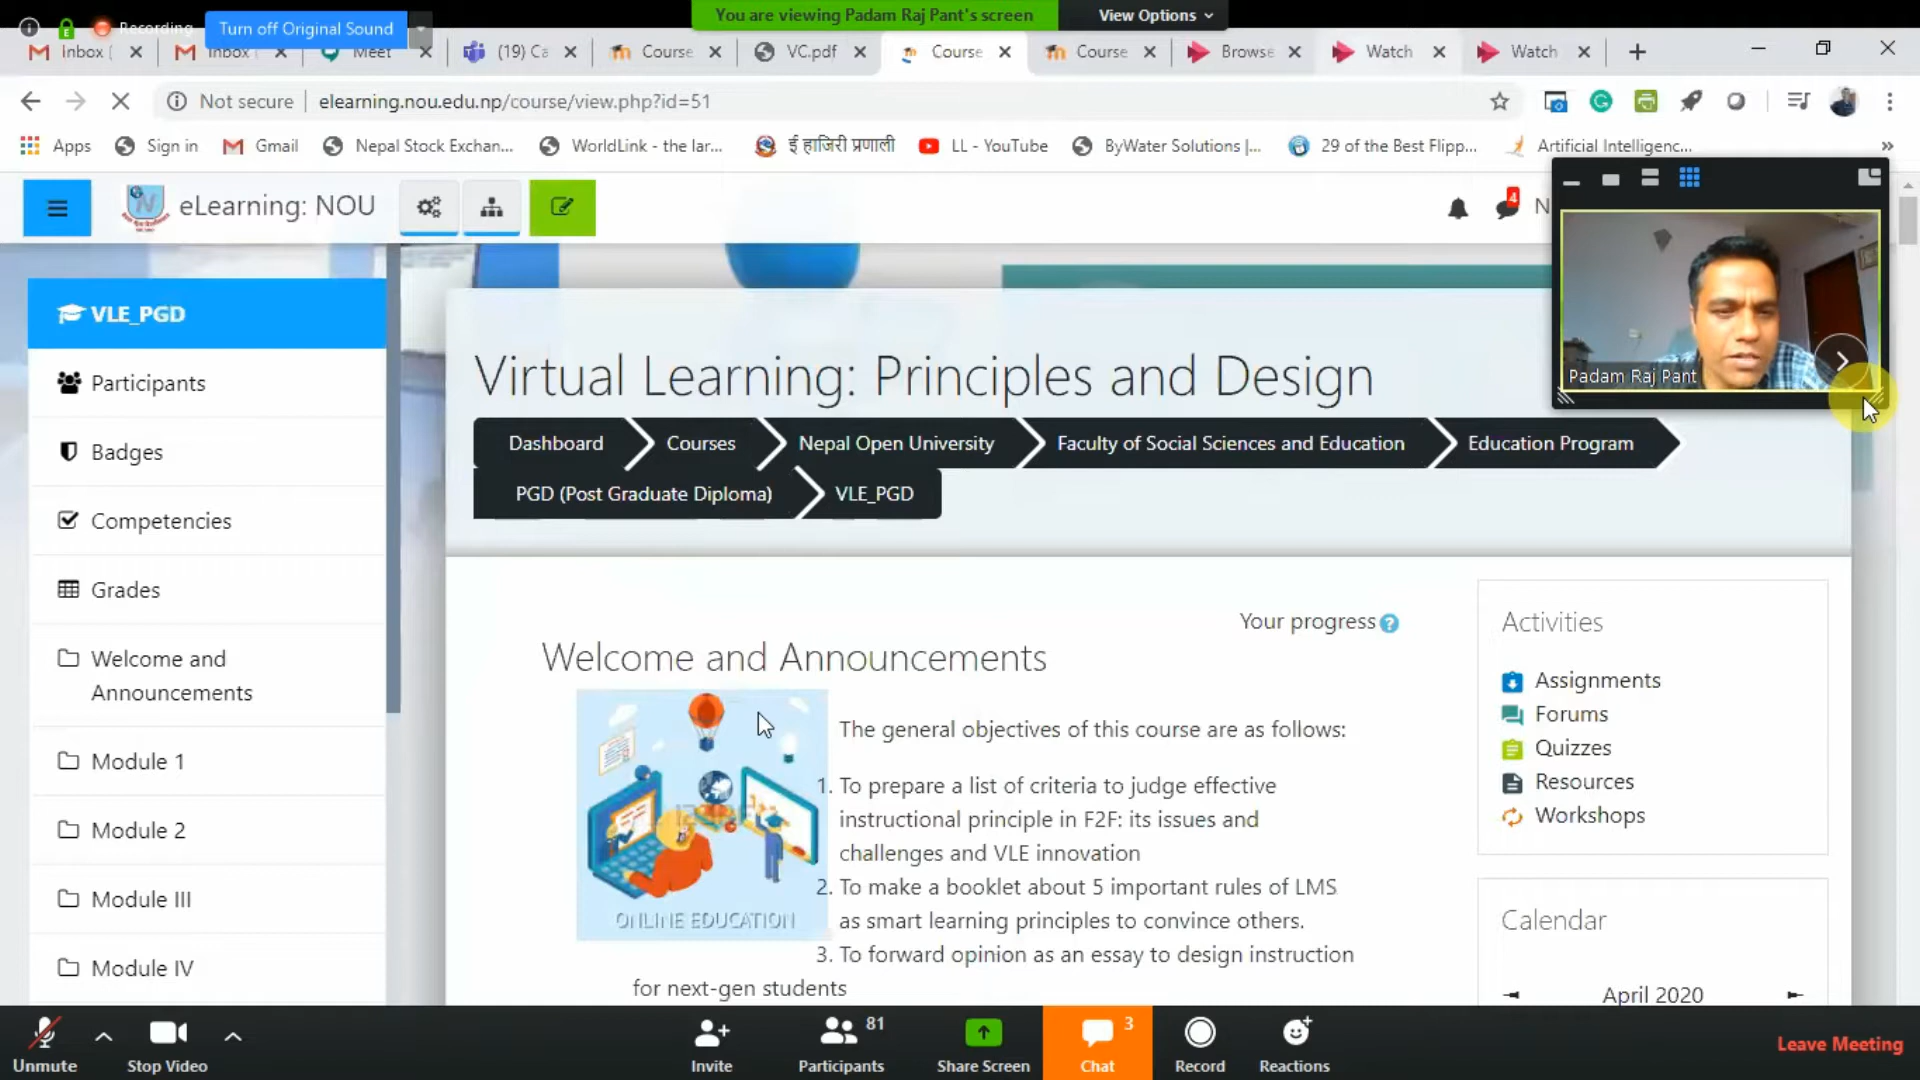 Recording
Turn off Original Sound
You are viewing Padam Raj Pant's screen
View Options
Inbox (
Inbox
Meet
(19) Ca
Course
VC.pdf
Course
Course
Browse
Watch
Watch
Not secure
elearning.nou.edu.np/course/view.php?id=51
Apps
Sign in
Gmail
Nepal Stock Exchan...
WorldLink - the lar...
ई हाजिरी प्रणाली
LL - YouTube
ByWater Solutions |...
29 of the Best Flipp...
Artificial Intelligenc...
»
eLearning: NOU
4
N
Padam Raj Pant
VLE_PGD
Participants
Badges
Competencies
Grades
Welcome and
Announcements
Module 1
Module 2
Module III
Module IV
Virtual Learning: Principles and Design
Dashboard
Courses
Nepal Open University
Faculty of Social Sciences and Education
Education Program
PGD (Post Graduate Diploma)
VLE_PGD
Your progress
Welcome and Announcements
ONLINE EDUCATION
The general objectives of this course are as follows:
1. To prepare a list of criteria to judge effective
instructional principle in F2F: its issues and
challenges and VLE innovation
2. To make a booklet about 5 important rules of LMS
as smart learning principles to convince others.
3. To forward opinion as an essay to design instruction
for next-gen students
Activities
Assignments
Forums
Quizzes
Resources
Workshops
Calendar
April 2020
Unmute
Stop Video
Invite
81
Participants
Share Screen
3
Chat
Record
Reactions
Leave Meeting